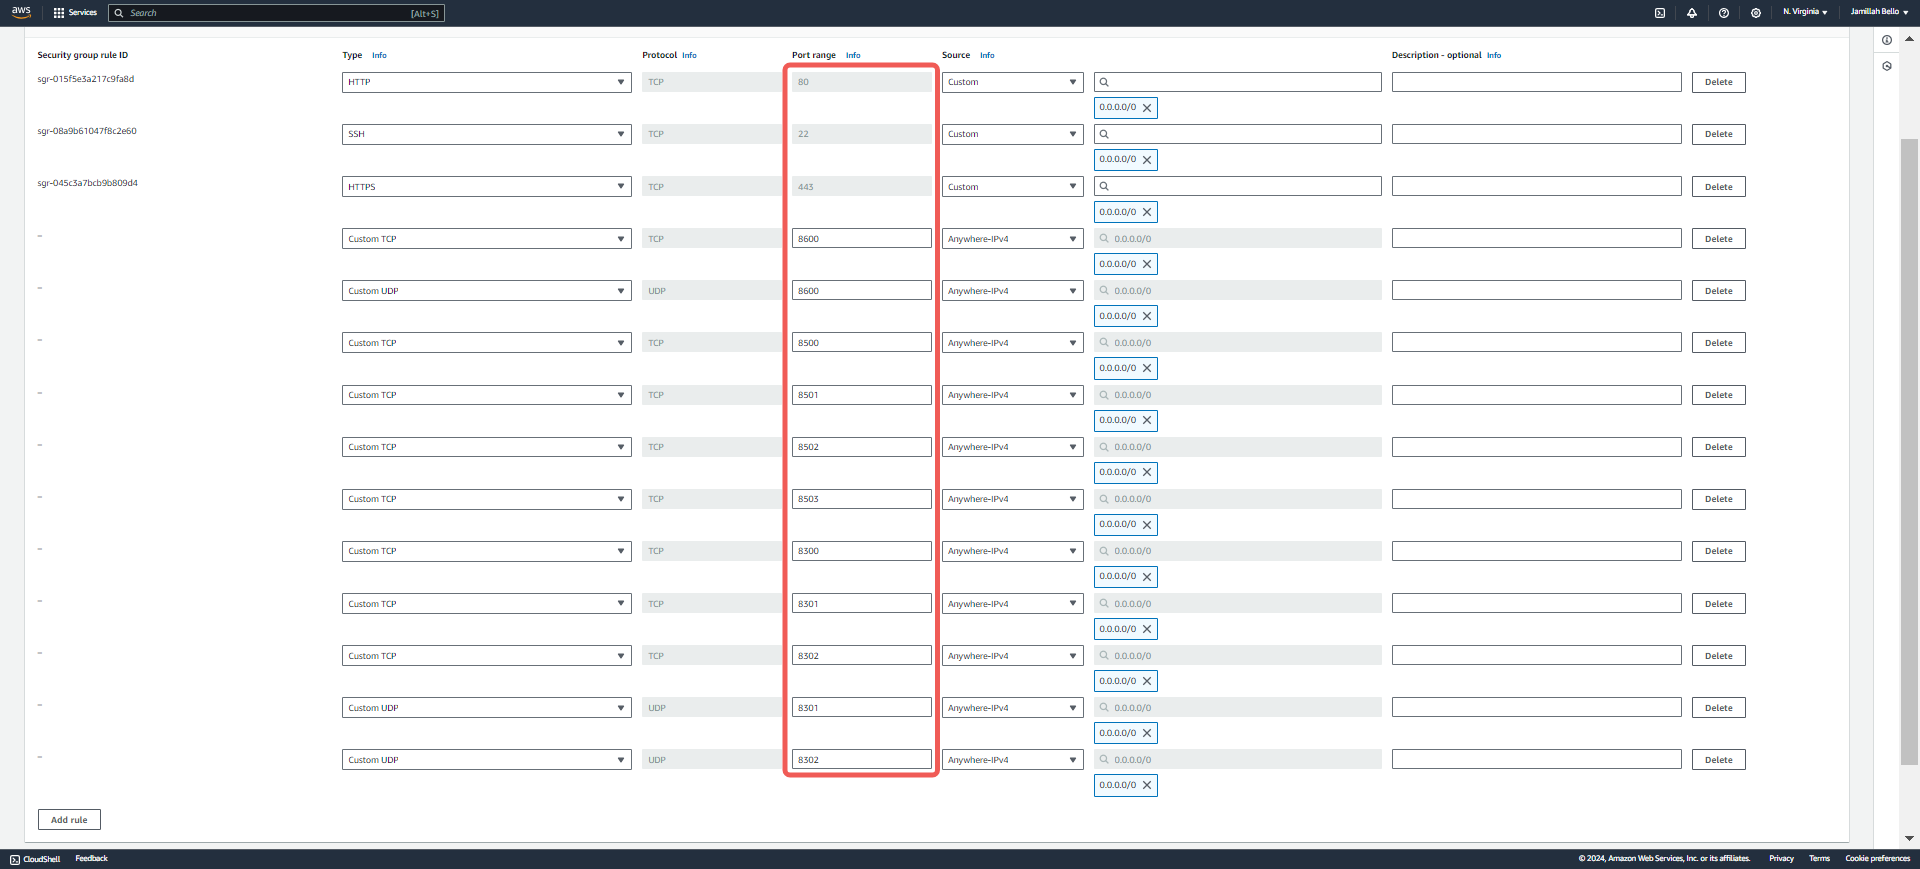 aws Services Search [Alt+S] N. Virginia Jamillah Bello
Security group rule ID Type Info Protocol Info Port range Info Source Info Description - optional Info
sgr-015f5e3a217c9fa8d HTTP TCP 80 Custom Delete
0.0.0.0/0
sgr-08a9b61047f8c2e60 SSH TCP 22 Custom Delete
0.0.0.0/0
sgr-045c3a7bcb9b809d4 HTTPS TCP 443 Custom Delete
0.0.0.0/0
– Custom TCP TCP 8600 Anywhere-IPv4 0.0.0.0/0 Delete
0.0.0.0/0
– Custom UDP UDP 8600 Anywhere-IPv4 0.0.0.0/0 Delete
0.0.0.0/0
– Custom TCP TCP 8500 Anywhere-IPv4 0.0.0.0/0 Delete
0.0.0.0/0
– Custom TCP TCP 8501 Anywhere-IPv4 0.0.0.0/0 Delete
0.0.0.0/0
– Custom TCP TCP 8502 Anywhere-IPv4 0.0.0.0/0 Delete
0.0.0.0/0
– Custom TCP TCP 8503 Anywhere-IPv4 0.0.0.0/0 Delete
0.0.0.0/0
– Custom TCP TCP 8300 Anywhere-IPv4 0.0.0.0/0 Delete
0.0.0.0/0
– Custom TCP TCP 8301 Anywhere-IPv4 0.0.0.0/0 Delete
0.0.0.0/0
– Custom TCP TCP 8302 Anywhere-IPv4 0.0.0.0/0 Delete
0.0.0.0/0
– Custom UDP UDP 8301 Anywhere-IPv4 0.0.0.0/0 Delete
0.0.0.0/0
– Custom UDP UDP 8302 Anywhere-IPv4 0.0.0.0/0 Delete
0.0.0.0/0
Add rule
CloudShell Feedback © 2024, Amazon Web Services, Inc. or its affiliates. Privacy Terms Cookie preferences